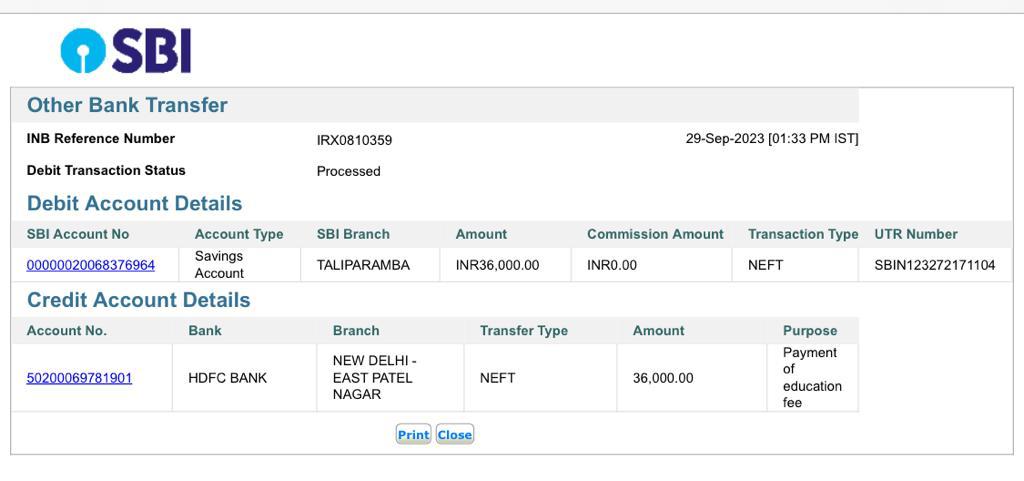 SBI
Other Bank Transfer
INB Reference Number IRX0810359 29-Sep-2023 [01:33 PM IST]
Debit Transaction Status Processed
Debit Account Details
SBI Account No Account Type SBI Branch Amount Commission Amount Transaction Type UTR Number
00000020068376964 Savings Account TALIPARAMBA INR36,000.00 INR0.00 NEFT SBIN123272171104
Credit Account Details
Account No. Bank Branch Transfer Type Amount Purpose
50200069781901 HDFC BANK NEW DELHI - EAST PATEL NAGAR NEFT 36,000.00 Payment of education fee
Print Close